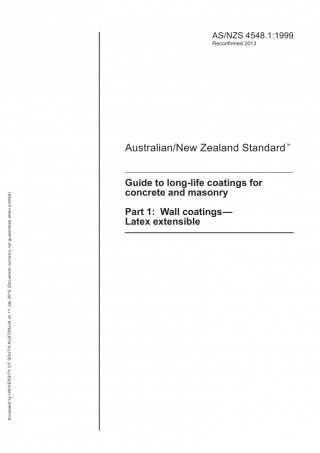 AS/NZS 4548.1:1999
Reconfirmed 2013
Australian/New Zealand Standard™
Guide to long-life coatings for
concrete and masonry
Part 1: Wall coatings—
Latex extensible
Accessed by UNIVERSITY OF SOUTH AUSTRALIA on 11 Jan 2015 (Document currency not guaranteed when printed)